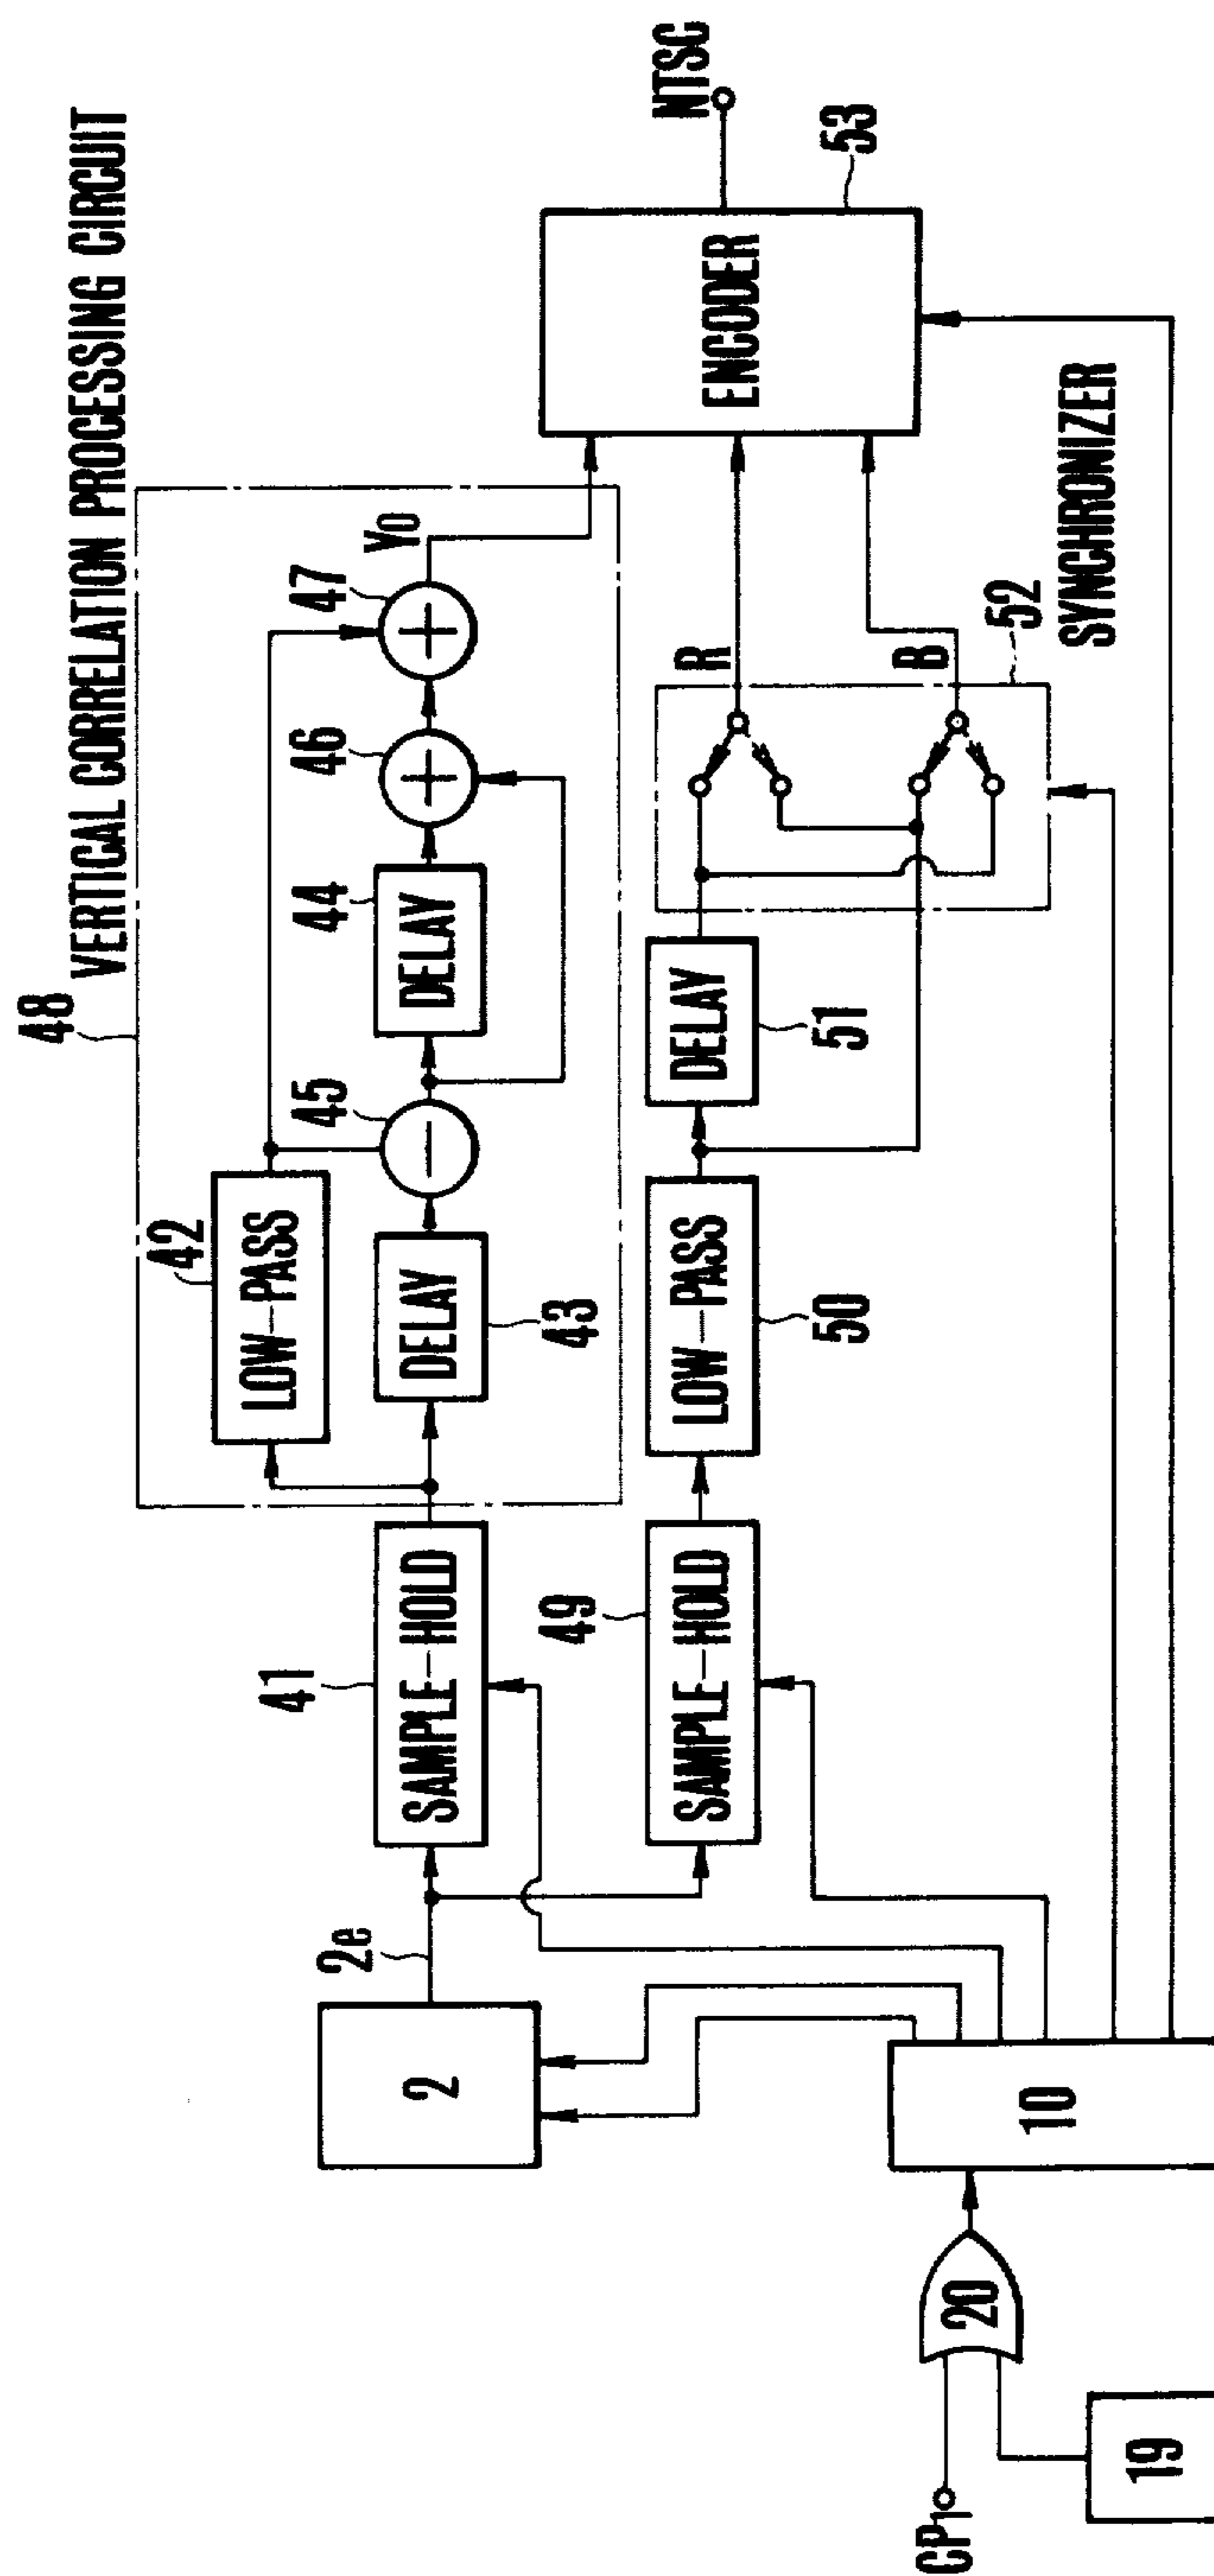 48
VERTICAL CORRELATION PROCESSING CIRCUIT
42
LOW-PASS
45
44
46
47
Y0
2
2e
41
SAMPLE-HOLD
DELAY
43
—
DELAY
+
+
NTSC
ENCODER
53
49
SAMPLE-HOLD
LOW-PASS
50
DELAY
51
R
B
52
SYNCHRONIZER
CP1
20
10
19